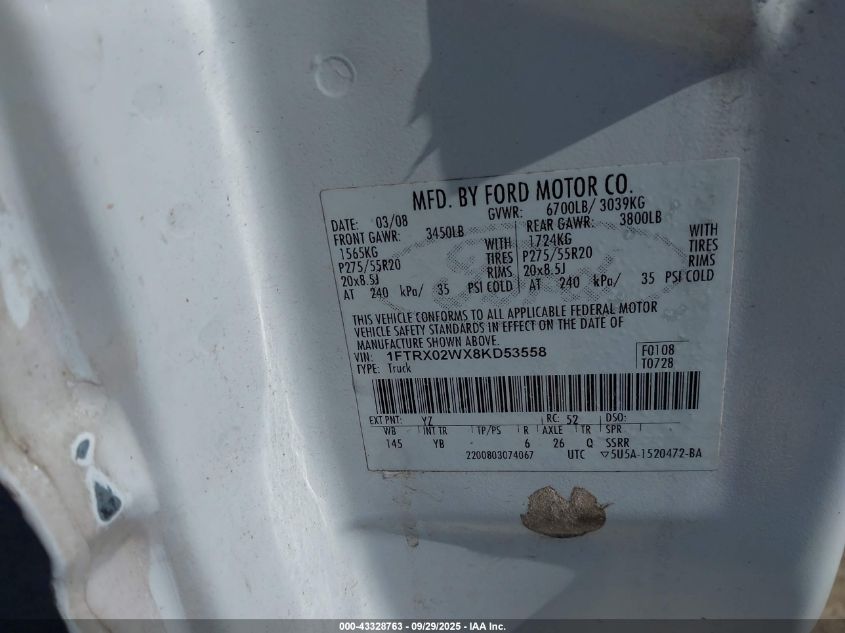 MFD. BY FORD MOTOR CO.
DATE: 03/08 GVWR: 6700LB/ 3039KG
FRONT GAWR: 3450LB REAR GAWR: 3800LB
1565KG WITH 1724KG WITH
P275/55R20 TIRES P275/55R20 TIRES
20x8.5J RIMS 20x8.5J RIMS
AT 240 kPa/ 35 PSI COLD AT 240 kPa/ 35 PSI COLD
THIS VEHICLE CONFORMS TO ALL APPLICABLE FEDERAL MOTOR
VEHICLE SAFETY STANDARDS IN EFFECT ON THE DATE OF
MANUFACTURE SHOWN ABOVE.
VIN: 1FTRX02WX8KD53558 F0108
TYPE: Truck T0728
EXT PNT: YZ RC: 52 DSO:
WB INT TR TP/PS R AXLE TR SPR
145 YB - 6 26 Q SSRR
2200803074067 UTC ▽5U5A-1520472-BA
000-43328763 - 09/29/2025 - IAA Inc.